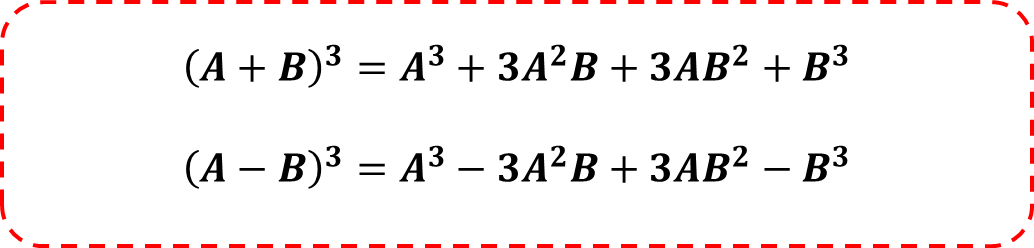 (A + B)³ = A³ + 3A²B + 3AB² + B³
(A − B)³ = A³ − 3A²B + 3AB² − B³